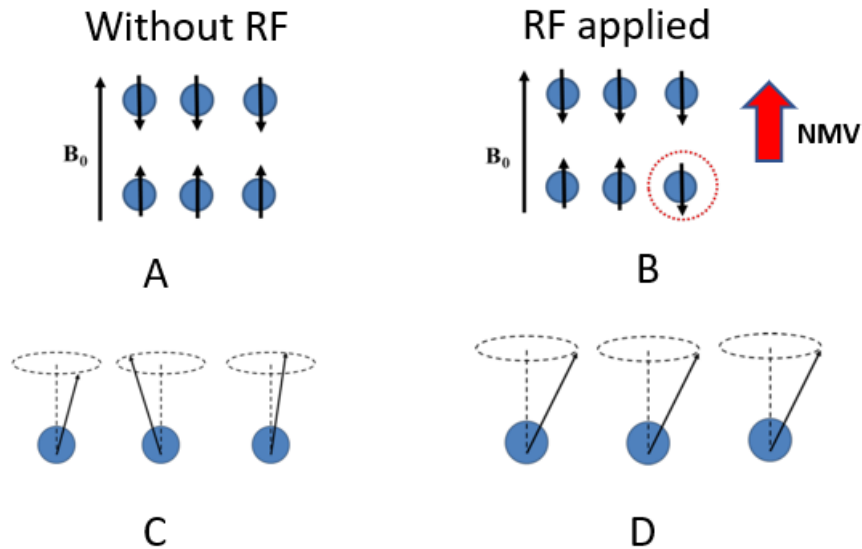 Without RF
RF applied
B₀
B₀
NMV
A
B
C
D